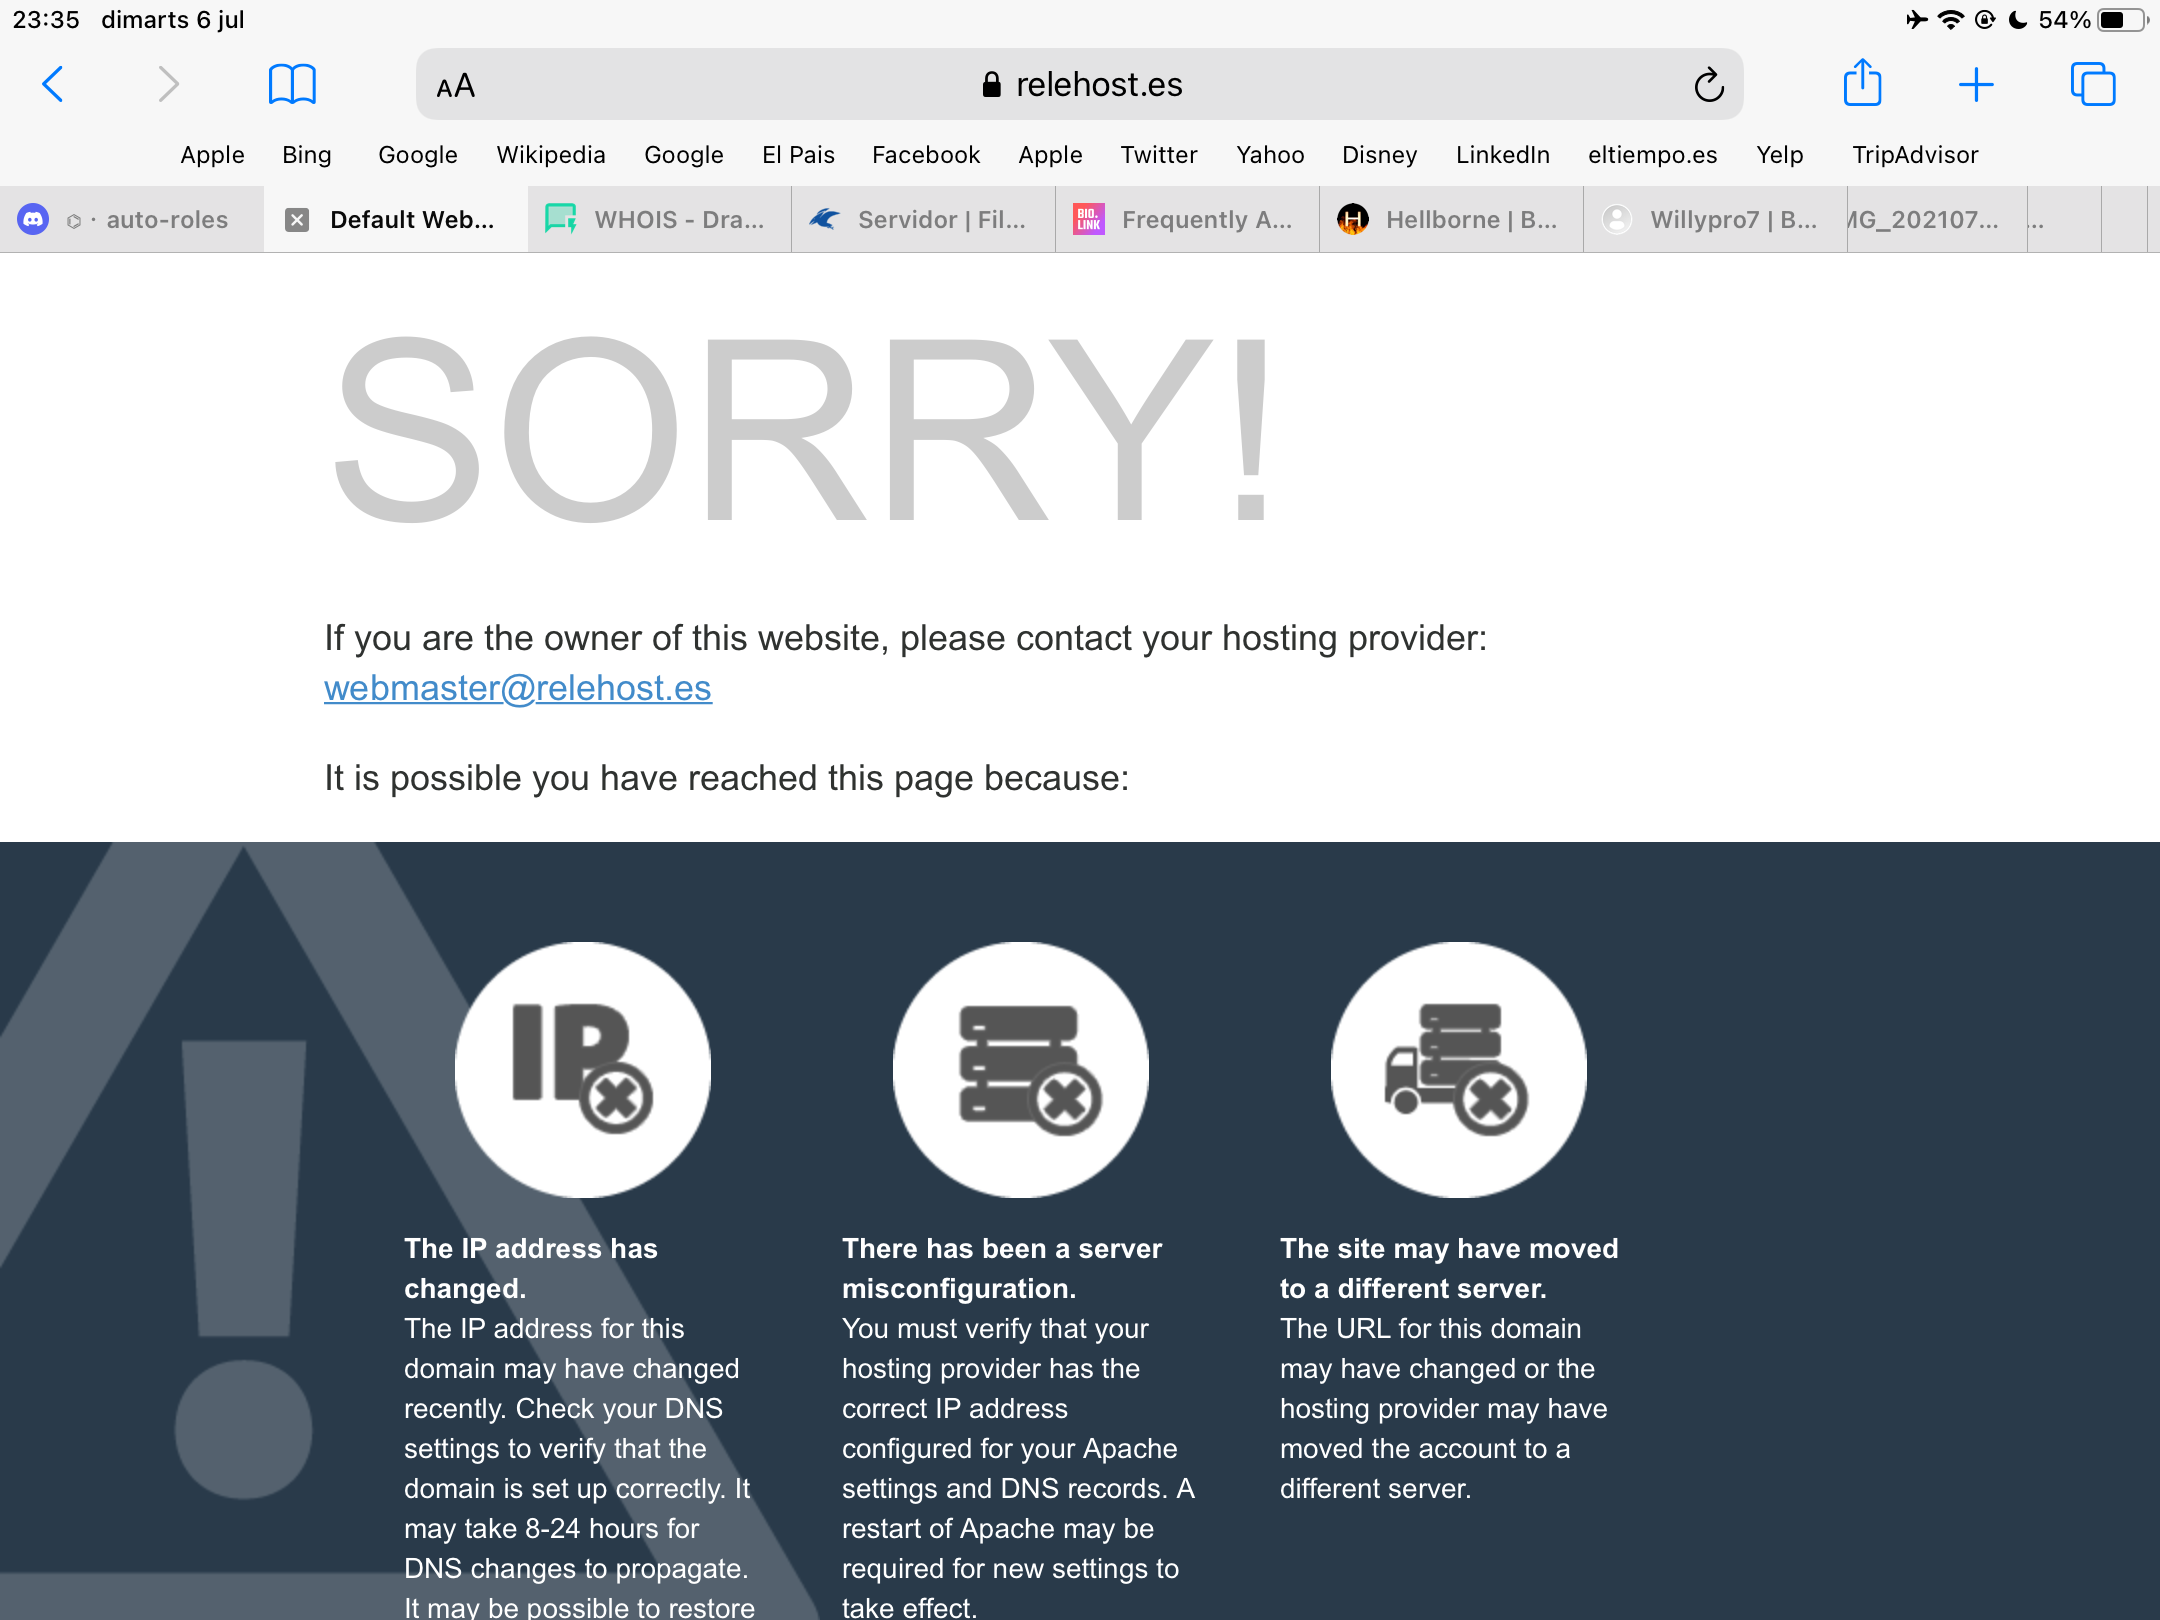 23:35 dimarts 6 jul 54%
AA relehost.es
Apple Bing Google Wikipedia Google El Pais Facebook Apple Twitter Yahoo Disney LinkedIn eltiempo.es Yelp TripAdvisor
· auto-roles Default Web... WHOIS - Dra... Servidor | Fil... BIO. LINK Frequently A... H Hellborne | B... Willypro7 | B... MG_202107... ...
SORRY!
If you are the owner of this website, please contact your hosting provider:
webmaster@relehost.es
It is possible you have reached this page because:
IP
The IP address has
changed.
The IP address for this
domain may have changed
recently. Check your DNS
settings to verify that the
domain is set up correctly. It
may take 8-24 hours for
DNS changes to propagate.
It may be possible to restore
There has been a server
misconfiguration.
You must verify that your
hosting provider has the
correct IP address
configured for your Apache
settings and DNS records. A
restart of Apache may be
required for new settings to
take effect.
The site may have moved
to a different server.
The URL for this domain
may have changed or the
hosting provider may have
moved the account to a
different server.